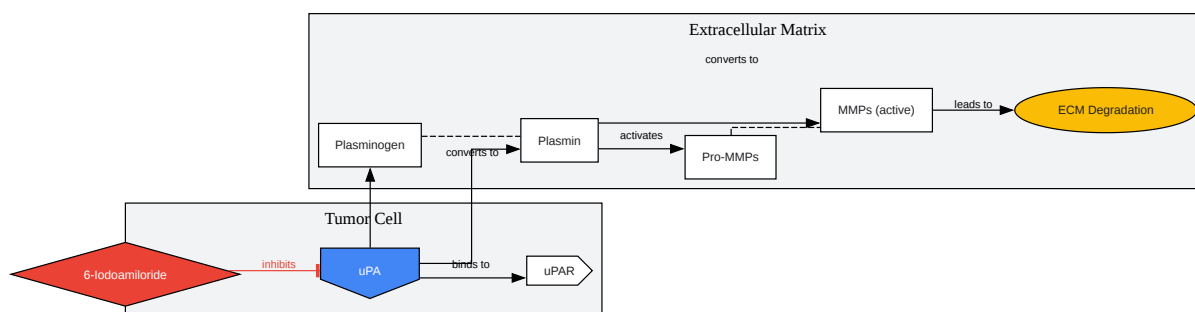 Extracellular Matrix
converts to
MMPs (active)
leads to
ECM Degradation
Plasminogen
converts to
Plasmin
activates
Pro-MMPs
Tumor Cell
6-Iodoamiloride
inhibits
uPA
binds to
uPAR